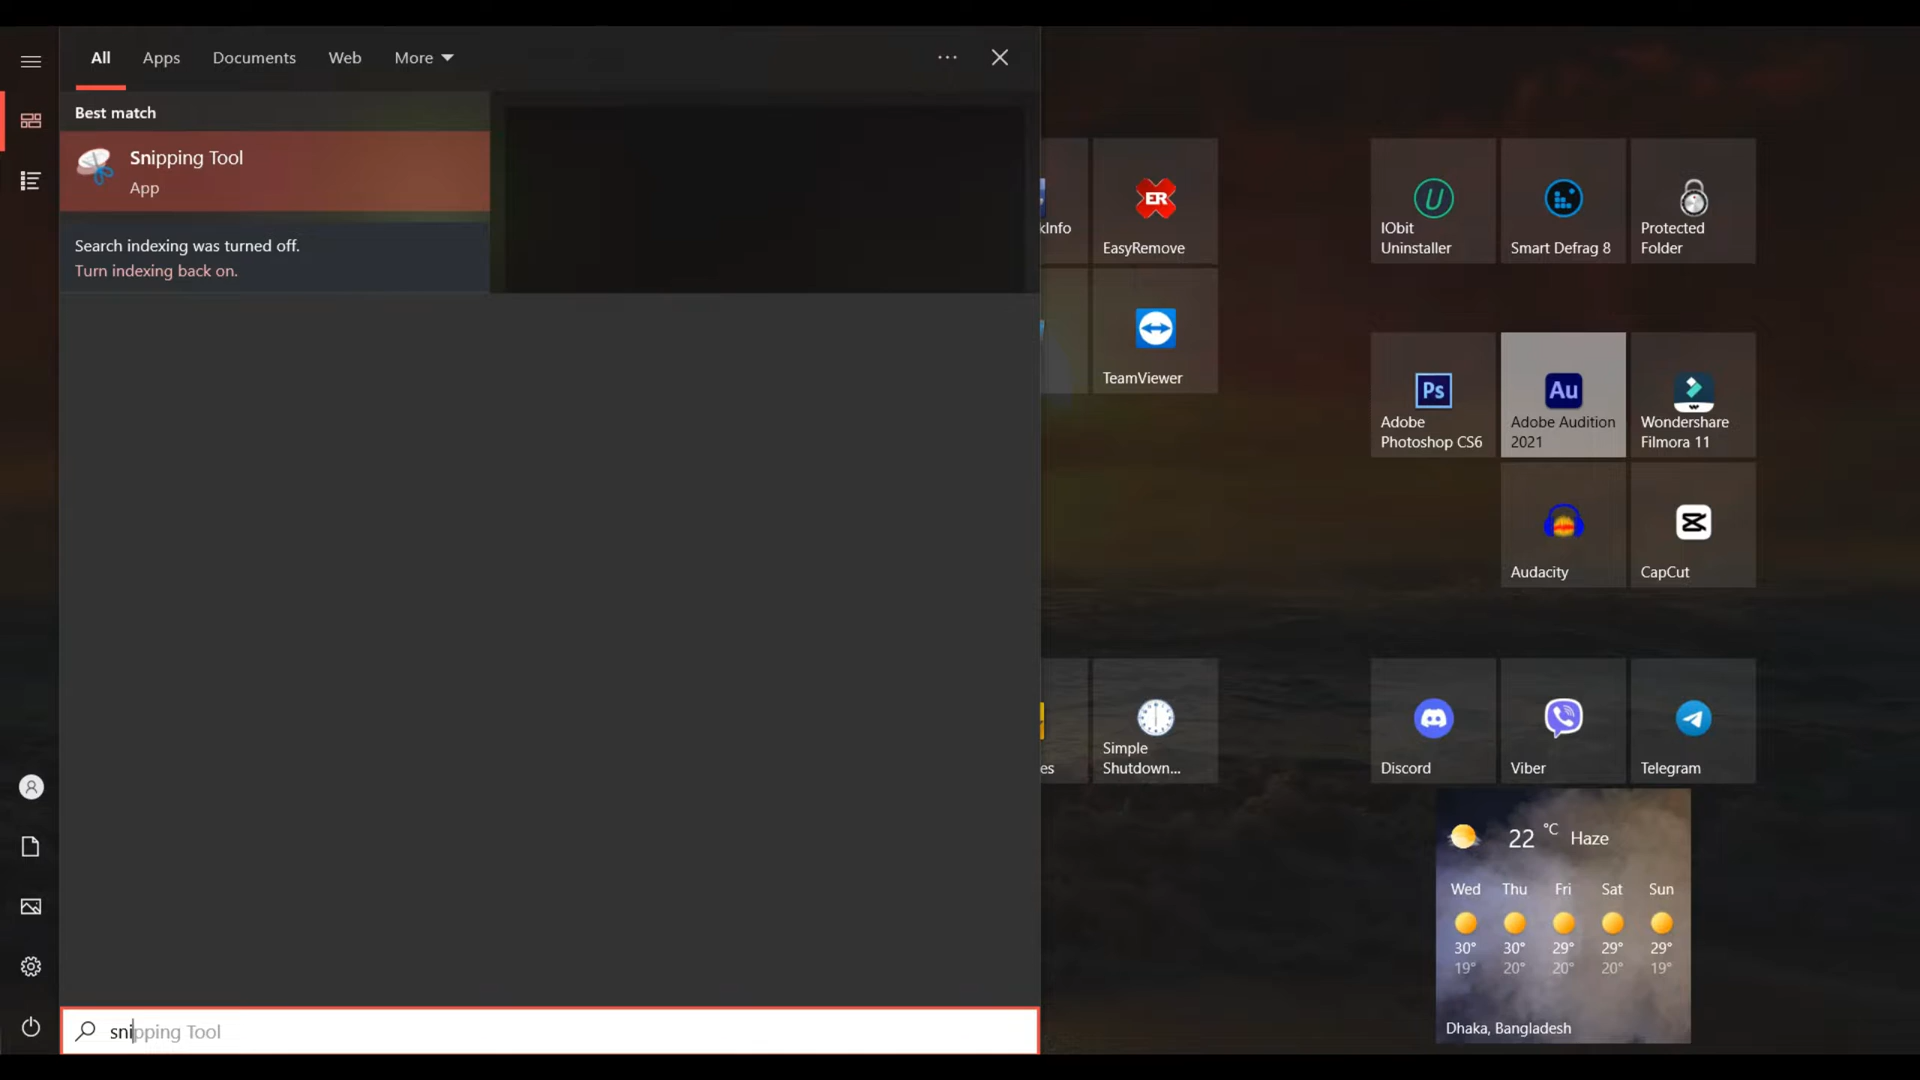 All Apps Documents Web More
Best match
Snipping Tool
App
Search indexing was turned off.
Turn indexing back on.
snipping Tool
kInfo
ER
EasyRemove
TeamViewer
es
Simple
Shutdown...
U
IObit
Uninstaller
Smart Defrag 8
Protected
Folder
Ps
Adobe
Photoshop CS6
Au
Adobe Audition
2021
Wondershare
Filmora 11
Audacity
CapCut
Discord
Viber
Telegram
22 °C Haze
Wed Thu Fri Sat Sun
30° 30° 29° 29° 29°
19° 20° 20° 20° 19°
Dhaka, Bangladesh